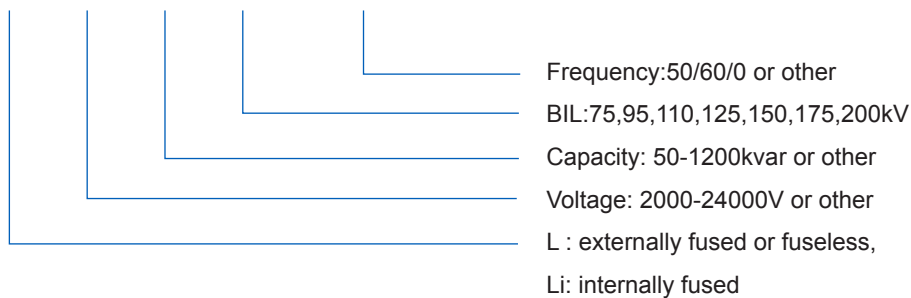 Frequency:50/60/0 or other
BIL:75,95,110,125,150,175,200kV
Capacity: 50-1200kvar or other
Voltage: 2000-24000V or other
L : externally fused or fuseless,
Li: internally fused